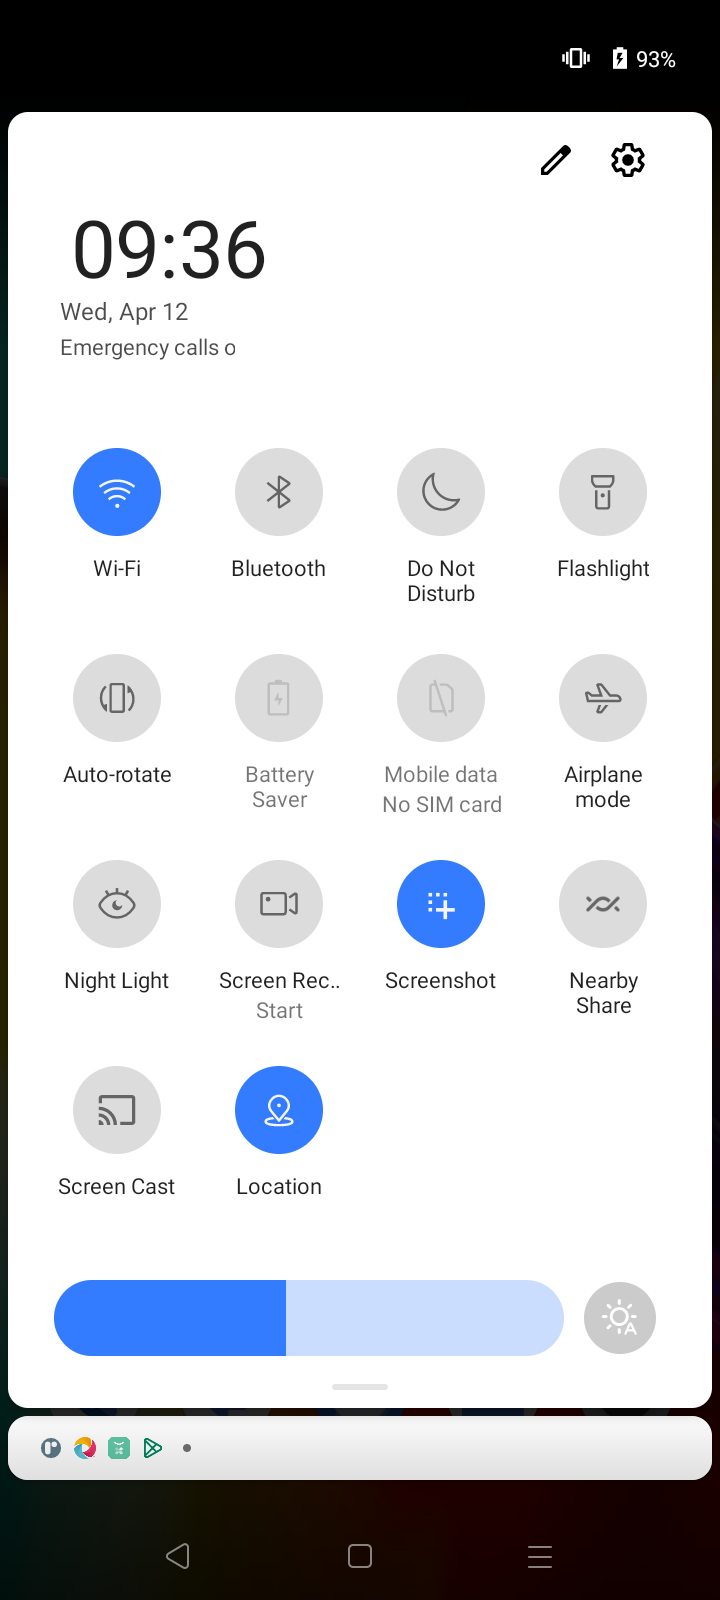 93%
09:36
Wed, Apr 12
Emergency calls o
Wi-Fi
Bluetooth
Do Not
Disturb
Flashlight
Auto-rotate
Battery
Saver
Mobile data
No SIM card
Airplane
mode
Night Light
Screen Rec..
Start
Screenshot
Nearby
Share
Screen Cast
Location
A